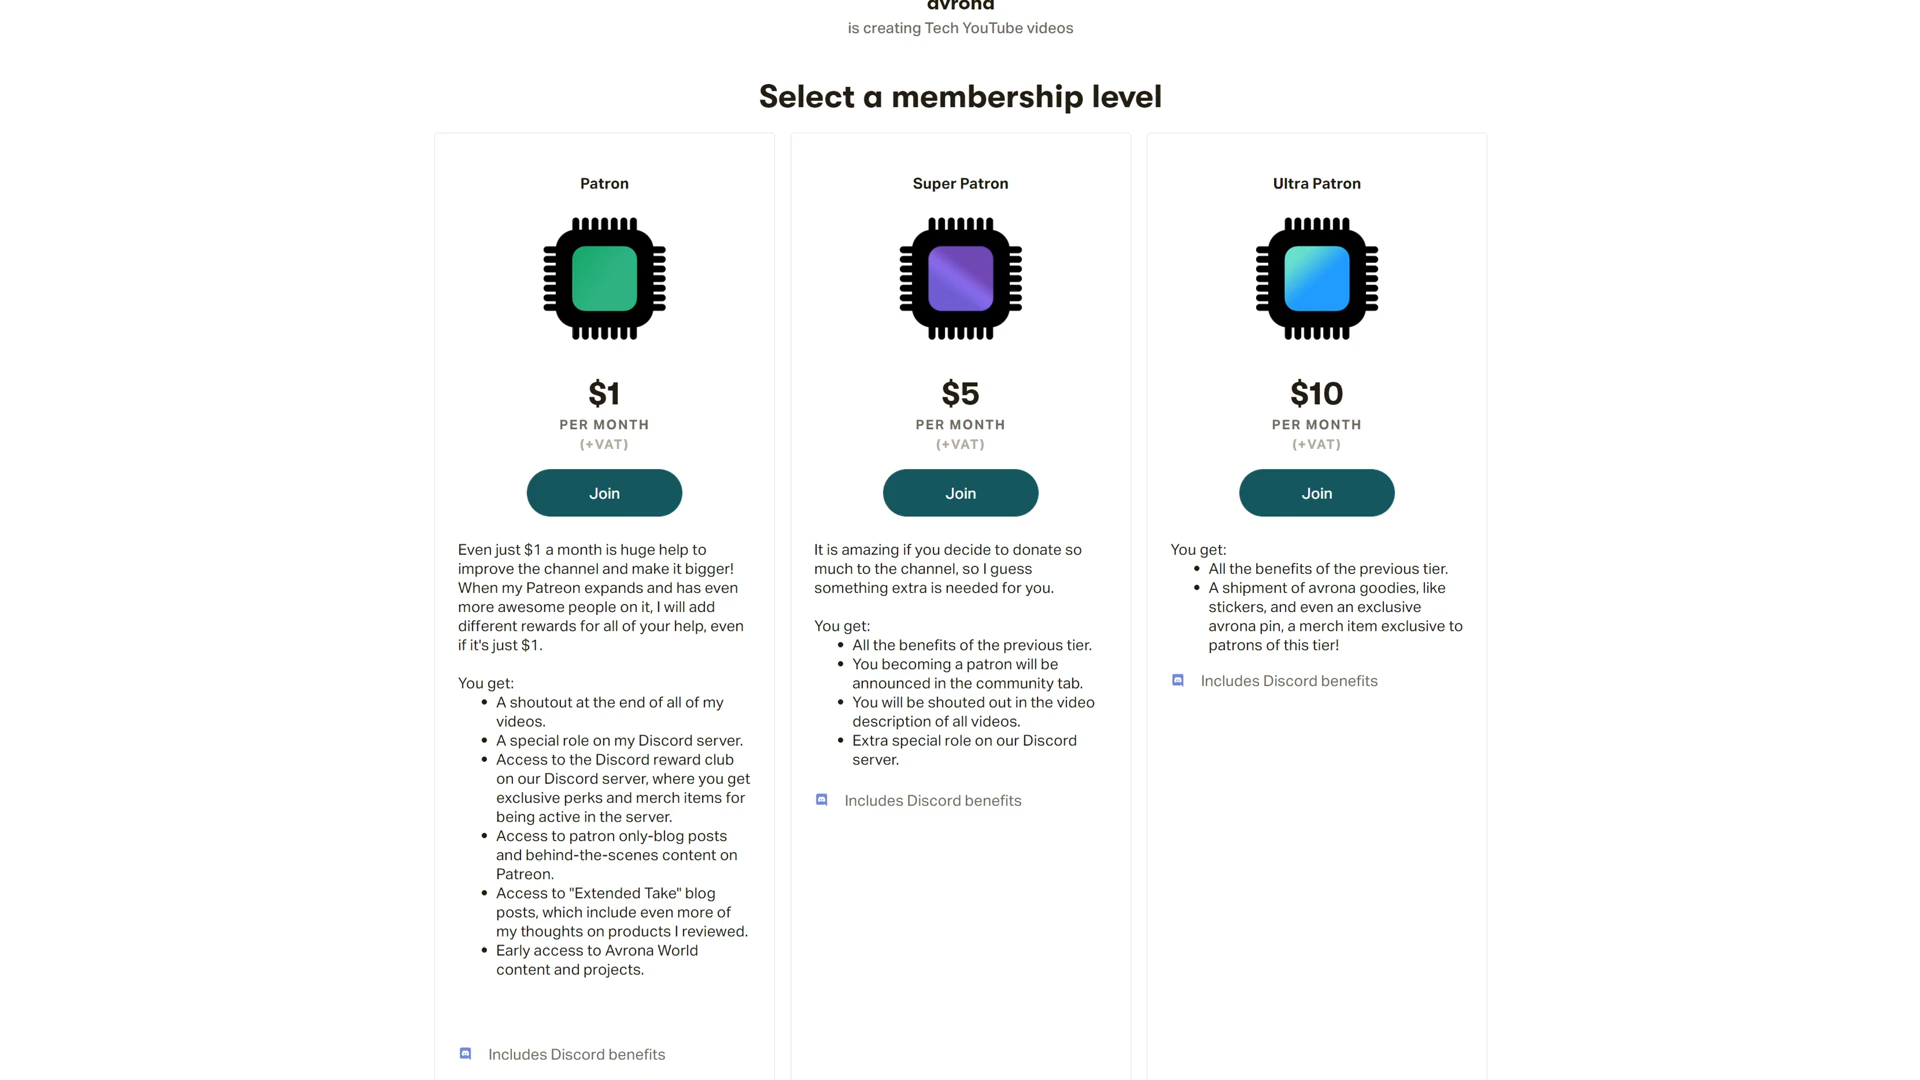 avrona
is creating Tech YouTube videos
Select a membership level
Patron
$1
PER MONTH
(+VAT)
Join
Even just $1 a month is huge help to
improve the channel and make it bigger!
When my Patreon expands and has even
more awesome people on it, I will add
different rewards for all of your help, even
if it's just $1.
You get:
• A shoutout at the end of all of my
videos.
• A special role on my Discord server.
• Access to the Discord reward club
on our Discord server, where you get
exclusive perks and merch items for
being active in the server.
• Access to patron only-blog posts
and behind-the-scenes content on
Patreon.
• Access to "Extended Take" blog
posts, which include even more of
my thoughts on products I reviewed.
• Early access to Avrona World
content and projects.
Includes Discord benefits
Super Patron
$5
PER MONTH
(+VAT)
Join
It is amazing if you decide to donate so
much to the channel, so I guess
something extra is needed for you.
You get:
• All the benefits of the previous tier.
• You becoming a patron will be
announced in the community tab.
• You will be shouted out in the video
description of all videos.
• Extra special role on our Discord
server.
Includes Discord benefits
Ultra Patron
$10
PER MONTH
(+VAT)
Join
You get:
• All the benefits of the previous tier.
• A shipment of avrona goodies, like
stickers, and even an exclusive
avrona pin, a merch item exclusive to
patrons of this tier!
Includes Discord benefits